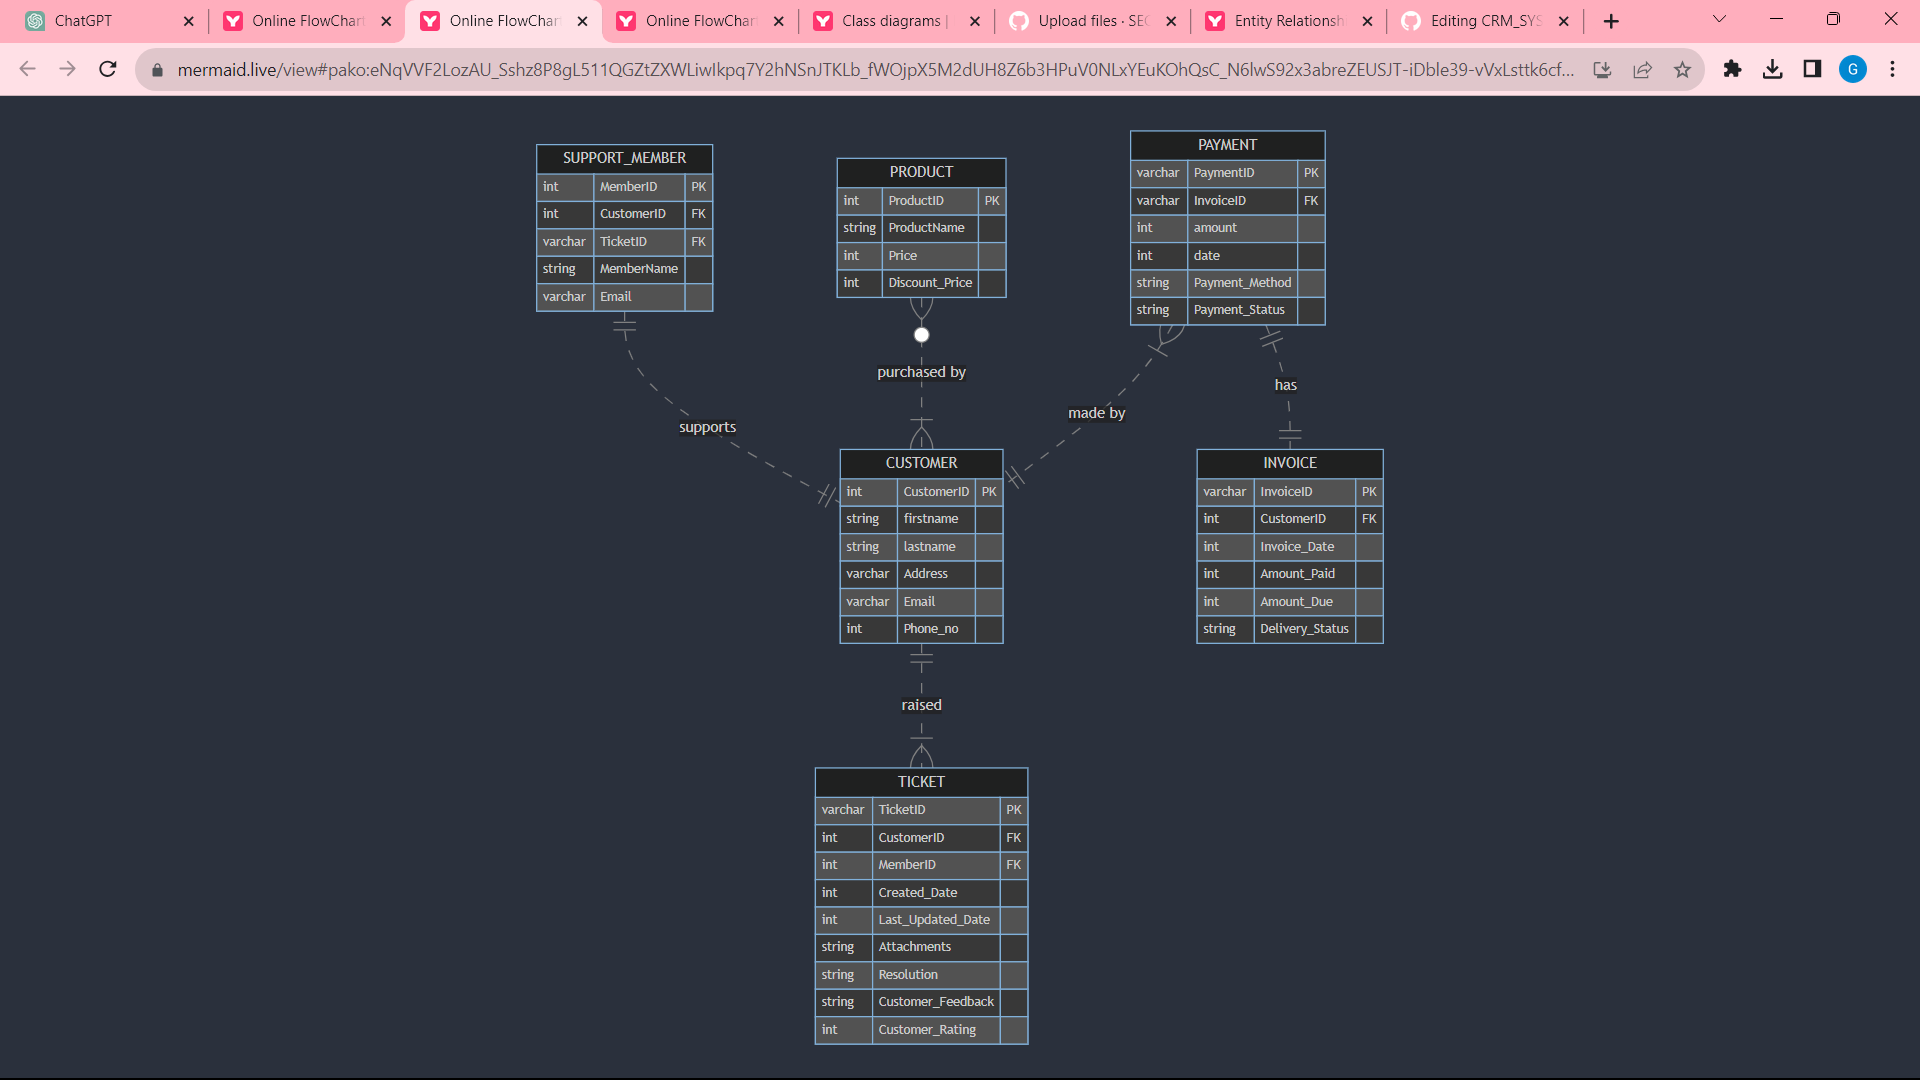 ChatGPT
Online FlowChar
Online FlowChar
Online FlowChar
Class diagrams |
Upload files · SE
Entity Relationsh
Editing CRM_SYS
mermaid.live/view#pako:eNqVVF2LozAU_Sshz8P8gL511QGZtZXWLiwIkpq7Y2hNSnJTKLb_fWOjpX5M2dUH8Z6b3HPuV0NLxYEuKOhQsC_N6lwS92x3abreZEUSJT-iDble39-vVxLsttk6cf...
G
SUPPORT_MEMBER
int MemberID PK
int CustomerID FK
varchar TicketID FK
string MemberName
varchar Email
PRODUCT
int ProductID PK
string ProductName
int Price
int Discount_Price
PAYMENT
varchar PaymentID PK
varchar InvoiceID FK
int amount
int date
string Payment_Method
string Payment_Status
purchased by
has
made by
supports
CUSTOMER
int CustomerID PK
string firstname
string lastname
varchar Address
varchar Email
int Phone_no
INVOICE
varchar InvoiceID PK
int CustomerID FK
int Invoice_Date
int Amount_Paid
int Amount_Due
string Delivery_Status
raised
TICKET
varchar TicketID PK
int CustomerID FK
int MemberID FK
int Created_Date
int Last_Updated_Date
string Attachments
string Resolution
string Customer_Feedback
int Customer_Rating